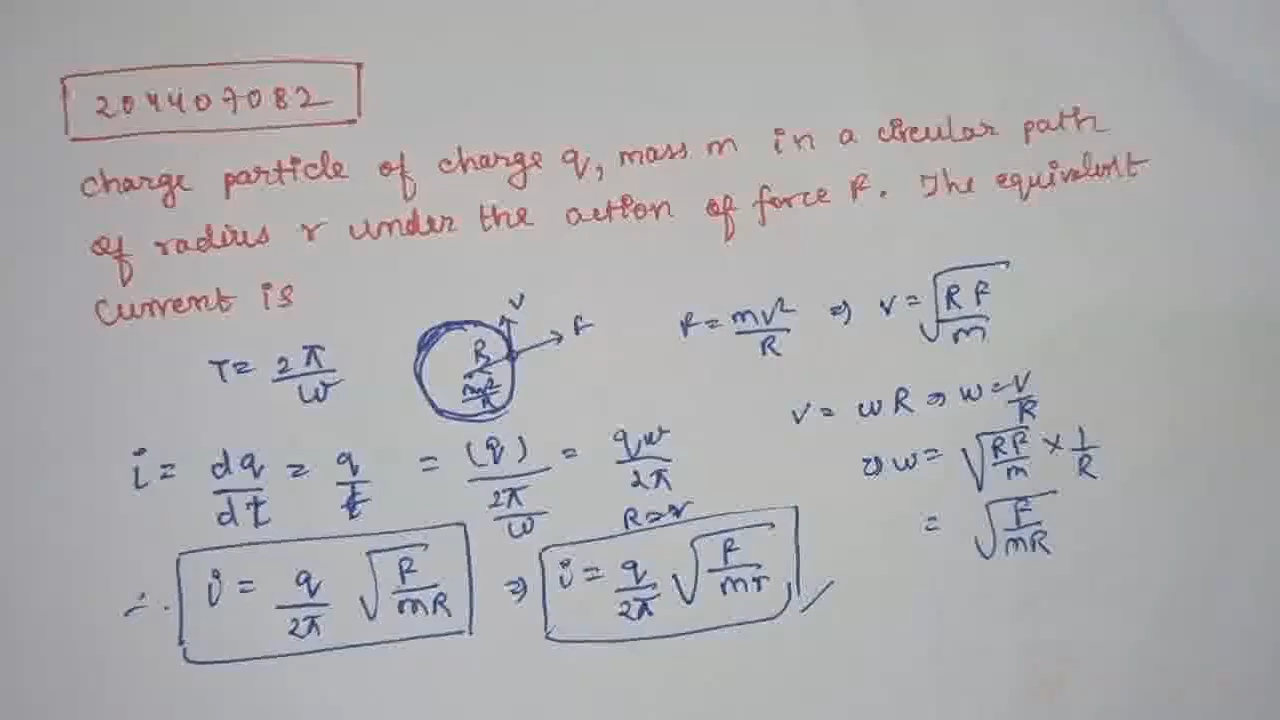 204407082
charge particle of charge q, mass m in a circular path
of radius r under the action of force F. The equivalent
current is
T = 2π/ω
V
F
R
mv²/R
F = mv²/R ⇒ V = √(RF/m)
V = ωR ⇒ ω = V/R
⇒ ω = √(RF/m) × 1/R
= √(F/mR)
i = dq/dt = q/t = (q)/(2π/ω) = qω/2π
R = r
∴ i = q/2π √(F/mR) ⇒ i = q/2π √(F/mr)